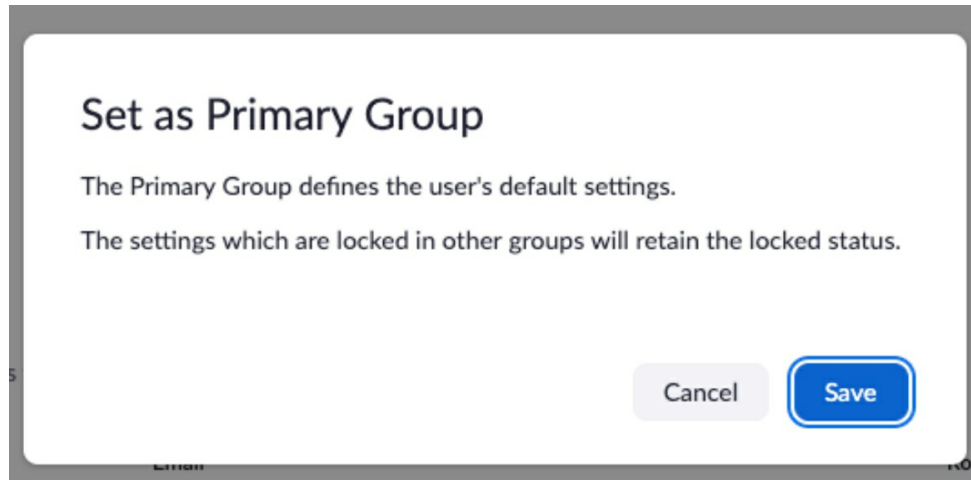 Set as Primary Group
The Primary Group defines the user's default settings.
The settings which are locked in other groups will retain the locked status.
Cancel
Save
Email